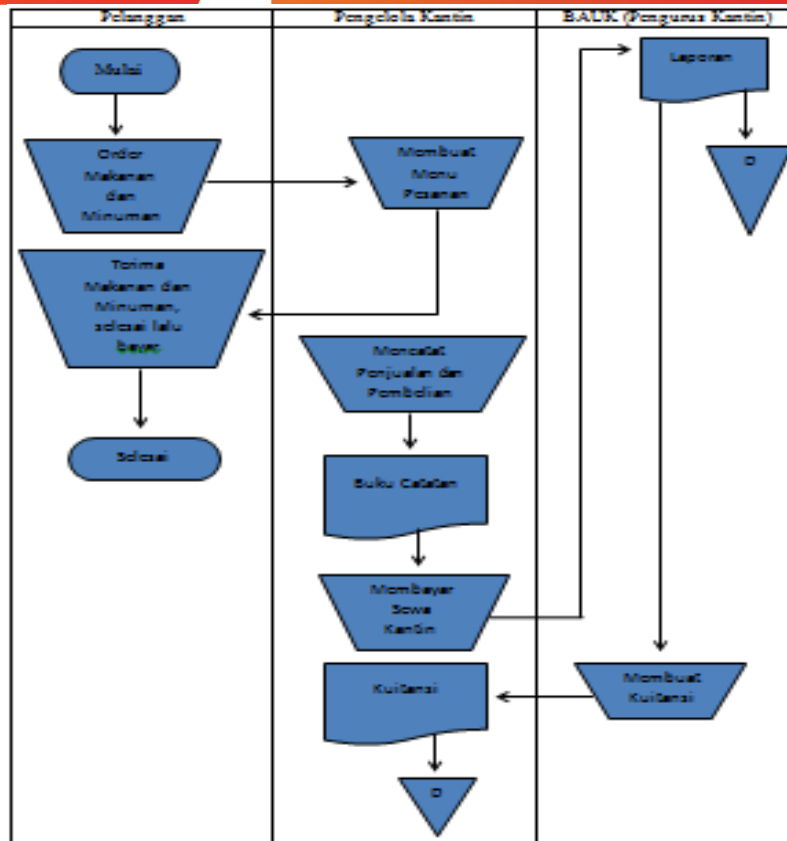 Pelanggan
Pengelola Kantin
BAUK (Pengurus Kantin)
Mulai
Order
Makanan
dan
Minuman
Membuat
Menu
Pesanan
Terima
Makanan dan
Minuman,
selesai lalu
bayar
Selesai
Mencatat
Penjualan dan
Pembelian
Buku Catatan
Membayar
Sewa
Kantin
Laporan
D
Membuat
Kuitansi
Kuitansi
D